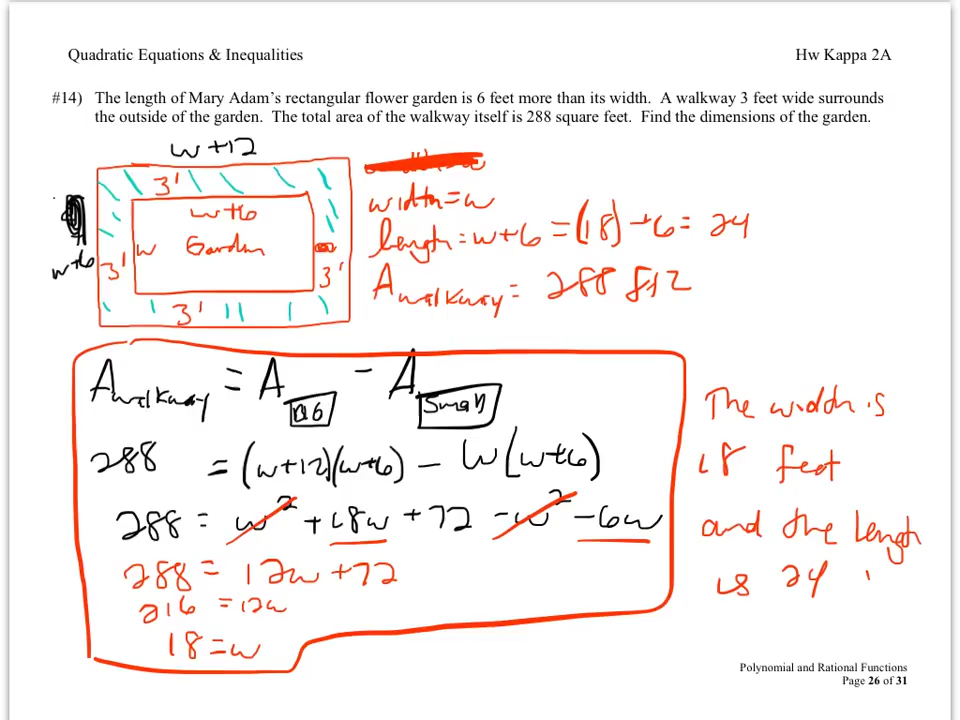 Quadratic Equations & Inequalities
Hw Kappa 2A
#14) The length of Mary Adam's rectangular flower garden is 6 feet more than its width. A walkway 3 feet wide surrounds
the outside of the garden. The total area of the walkway itself is 288 square feet. Find the dimensions of the garden.
w+12
3'
w+6
w Garden
w+6
3'
3'
3'
width = w
length = w+6 = (18)+6 = 24
A walkway = 288 ft2
A walkway = A Big - A Small
288 = (w+12)(w+6) - w(w+6)
288 = w² + 18w + 72 - w² - 6w
288 = 12w + 72
216 = 12w
18 = w
The width is
18 feet
and the length
is 24'
Polynomial and Rational Functions
Page 26 of 31